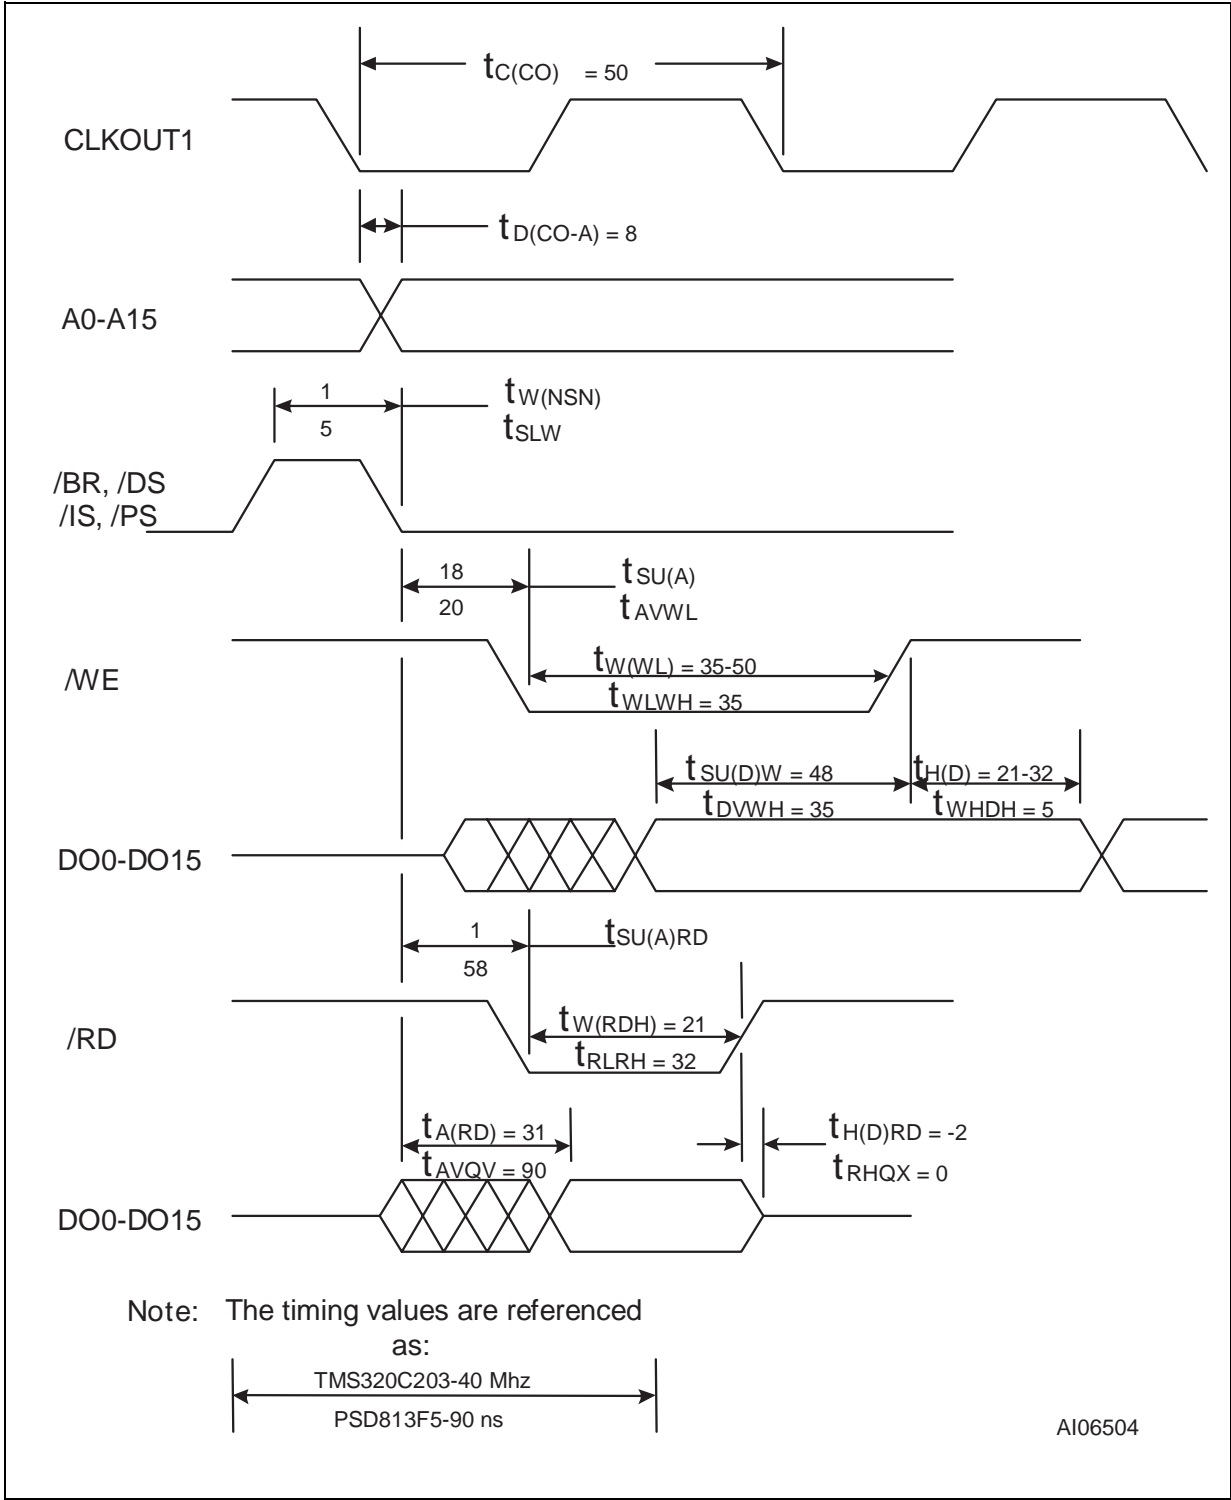 tC(CO) = 50
CLKOUT1
tD(CO-A) = 8
A0-A15
1
5
tW(NSN)
tSLW
/BR, /DS
/IS, /PS
18
20
tSU(A)
tAVWL
/WE
tW(WL) = 35-50
tWLWH = 35
tSU(D)W = 48
tH(D) = 21-32
tDVWH = 35
tWHDH = 5
DO0-DO15
1
58
tSU(A)RD
/RD
tW(RDH) = 21
tRLRH = 32
tA(RD) = 31
tH(D)RD = -2
tAVQV = 90
tRHQX = 0
DO0-DO15
Note: The timing values are referenced
as:
TMS320C203-40 Mhz
PSD813F5-90 ns
AI06504